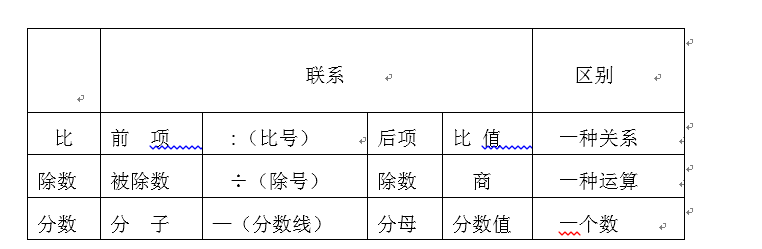 联系 区别
比 前 项 :（比号） 后项 比 值 一种关系
除数 被除数 ÷（除号） 除数 商 一种运算
分数 分 子 —（分数线） 分母 分数值 一个数